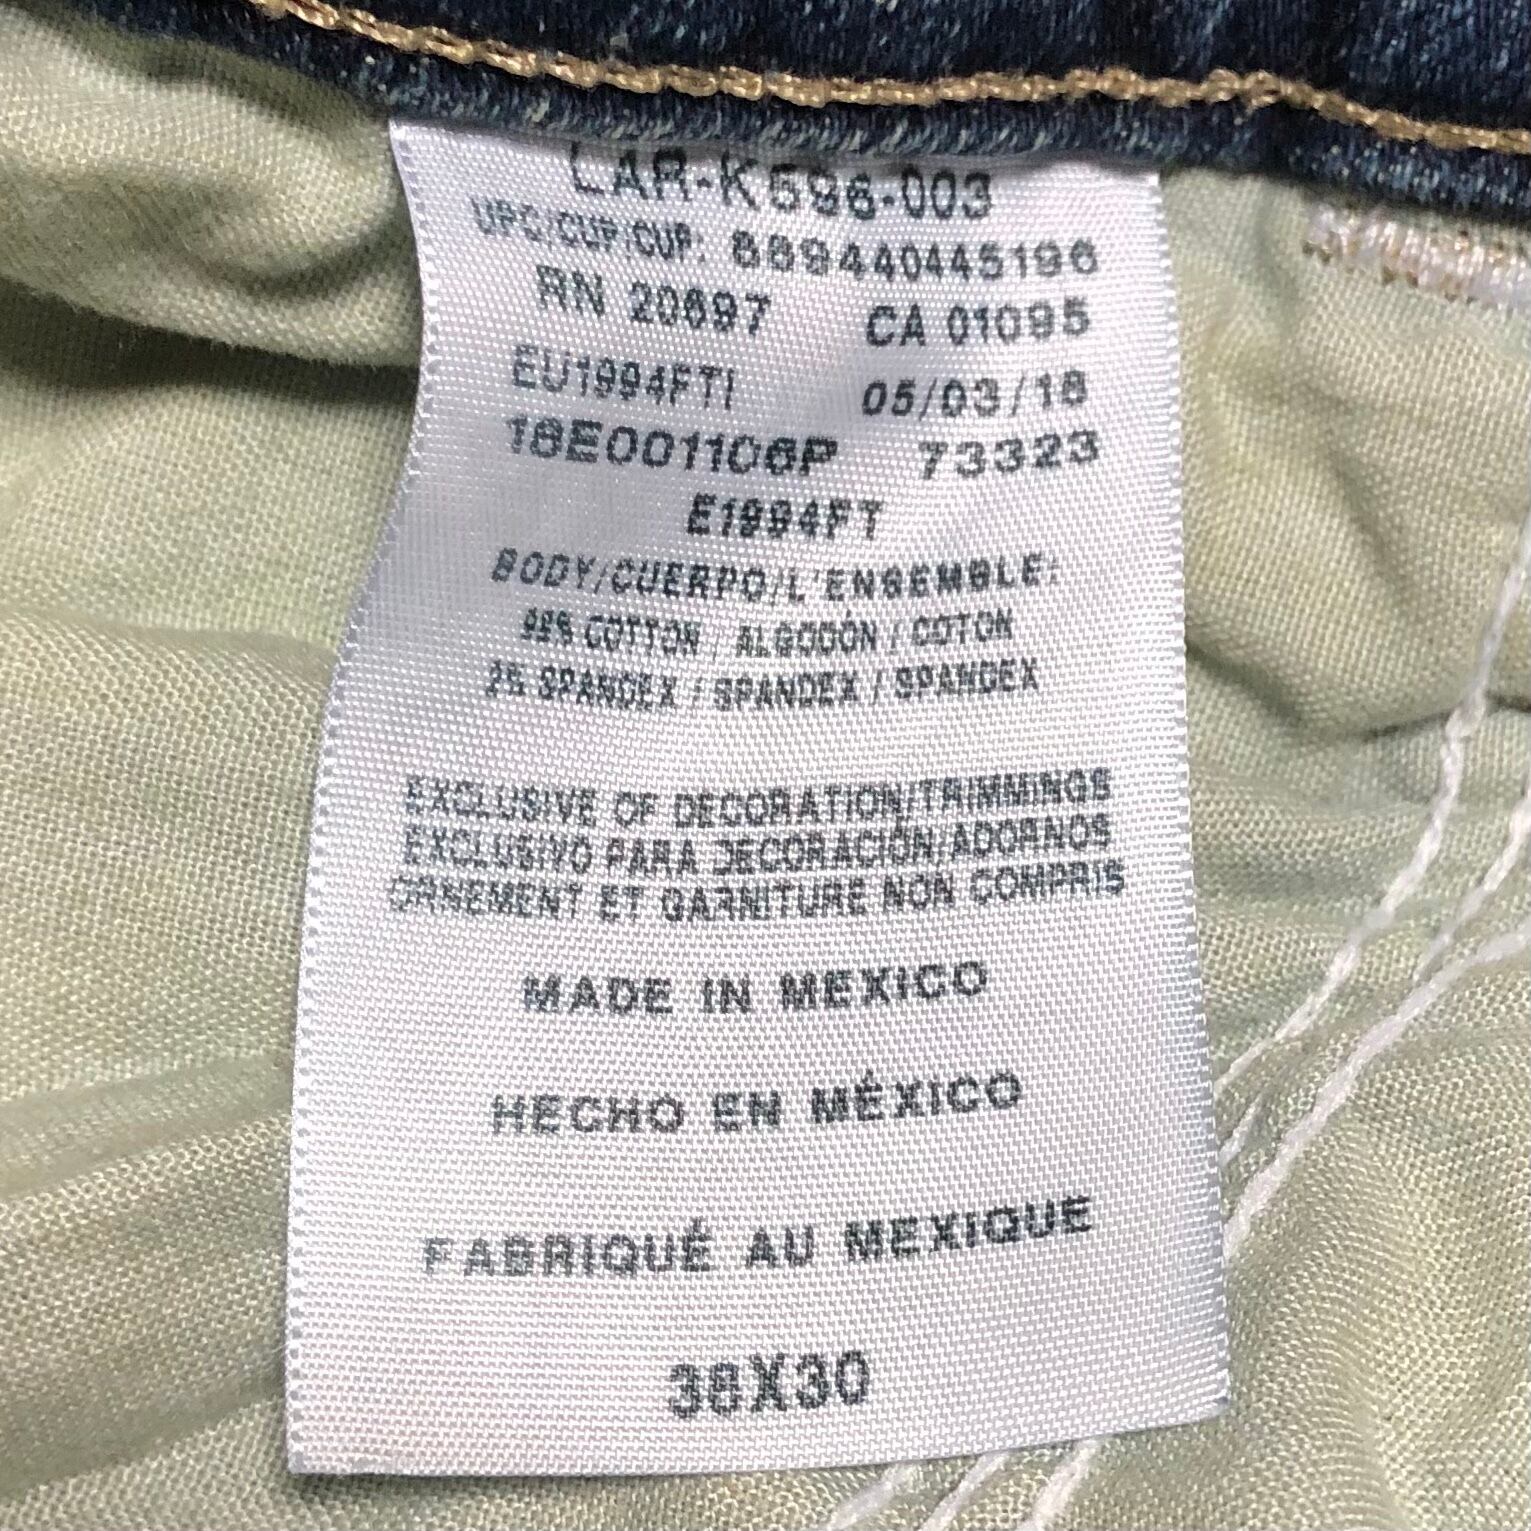 LAR-K596-003
UPC/CUP/CUP: 889440445196
RN 20697 CA 01095
EU1994FTI 05/03/18
18E001106P 73323
E1994FT
BODY/CUERPO/L'ENSEMBLE:
98% COTTON / ALGODÓN / COTON
2% SPANDEX / SPANDEX / SPANDEX
EXCLUSIVE OF DECORATION/TRIMMINGS
EXCLUSIVO PARA DECORACIÓN/ADORNOS
ORNEMENT ET GARNITURE NON COMPRIS
MADE IN MEXICO
HECHO EN MÉXICO
FABRIQUÉ AU MEXIQUE
38X30